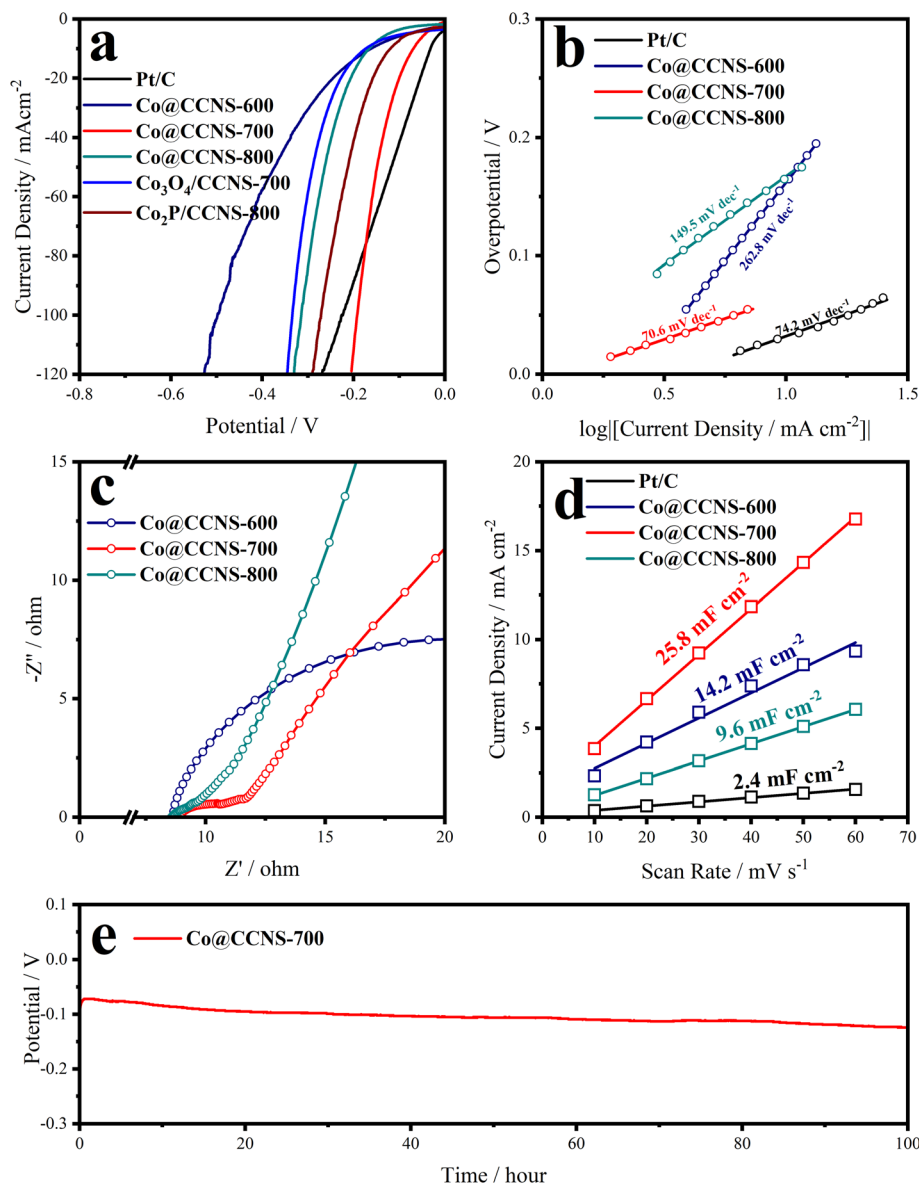 a
Pt/C
Co@CCNS-600
Co@CCNS-700
Co@CCNS-800
Co₃O₄/CCNS-700
Co₂P/CCNS-800
Current Density / mAcm⁻²
0
-20
-40
-60
-80
-100
-120
-0.8
-0.6
-0.4
-0.2
0.0
Potential / V
b
Pt/C
Co@CCNS-600
Co@CCNS-700
Co@CCNS-800
149.5 mV dec⁻¹
262.8 mV dec⁻¹
70.6 mV dec⁻¹
74.2 mV dec⁻¹
Overpotential / V
0.3
0.2
0.1
0.0
0.0
0.5
1.0
1.5
log|[Current Density / mA cm⁻²]|
c
Co@CCNS-600
Co@CCNS-700
Co@CCNS-800
-Z'' / ohm
15
10
5
0
0
10
15
20
Z' / ohm
d
Pt/C
Co@CCNS-600
Co@CCNS-700
Co@CCNS-800
25.8 mF cm⁻²
14.2 mF cm⁻²
9.6 mF cm⁻²
2.4 mF cm⁻²
Current Density / mA cm⁻²
20
15
10
5
0
0
10
20
30
40
50
60
70
Scan Rate / mV s⁻¹
e
Co@CCNS-700
Potential / V
0.1
0.0
-0.1
-0.2
-0.3
0
20
40
60
80
100
Time / hour